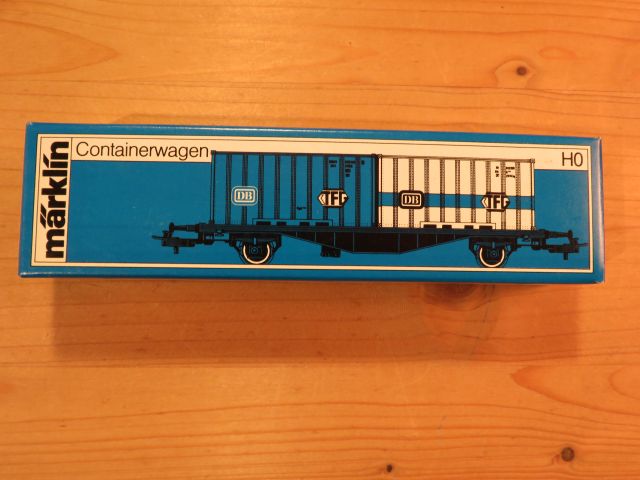 märklin
Containerwagen
H0
DB
TFG
DB
TFG